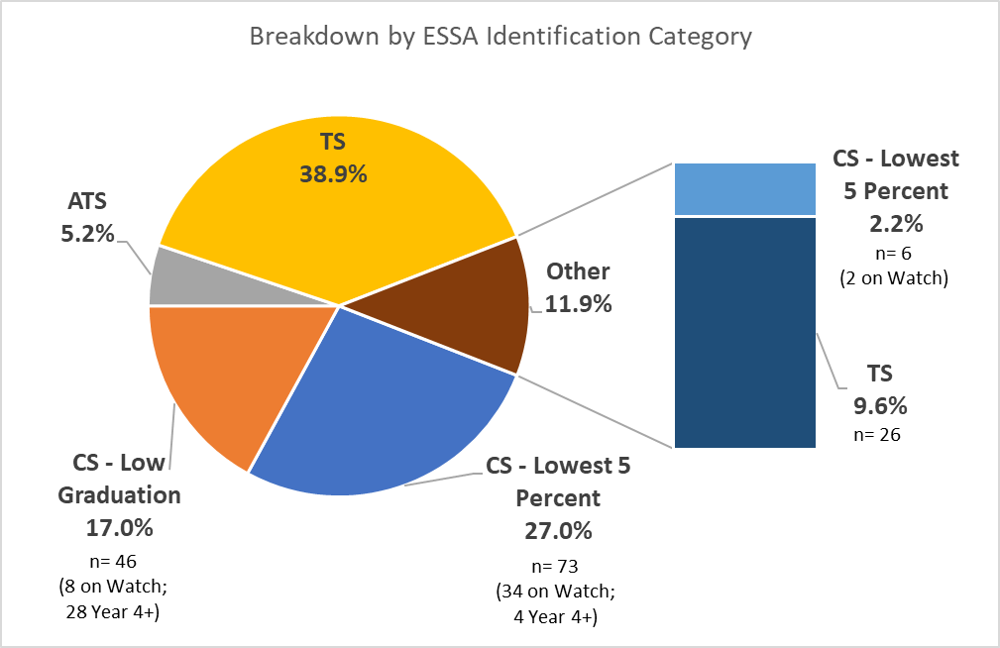 Breakdown by ESSA Identification Category
TS
38.9%
ATS
5.2%
Other
11.9%
CS - Lowest
5 Percent
2.2%
n= 6
(2 on Watch)
TS
9.6%
n= 26
CS - Low
Graduation
17.0%
n= 46
(8 on Watch;
28 Year 4+)
CS - Lowest 5
Percent
27.0%
n= 73
(34 on Watch;
4 Year 4+)